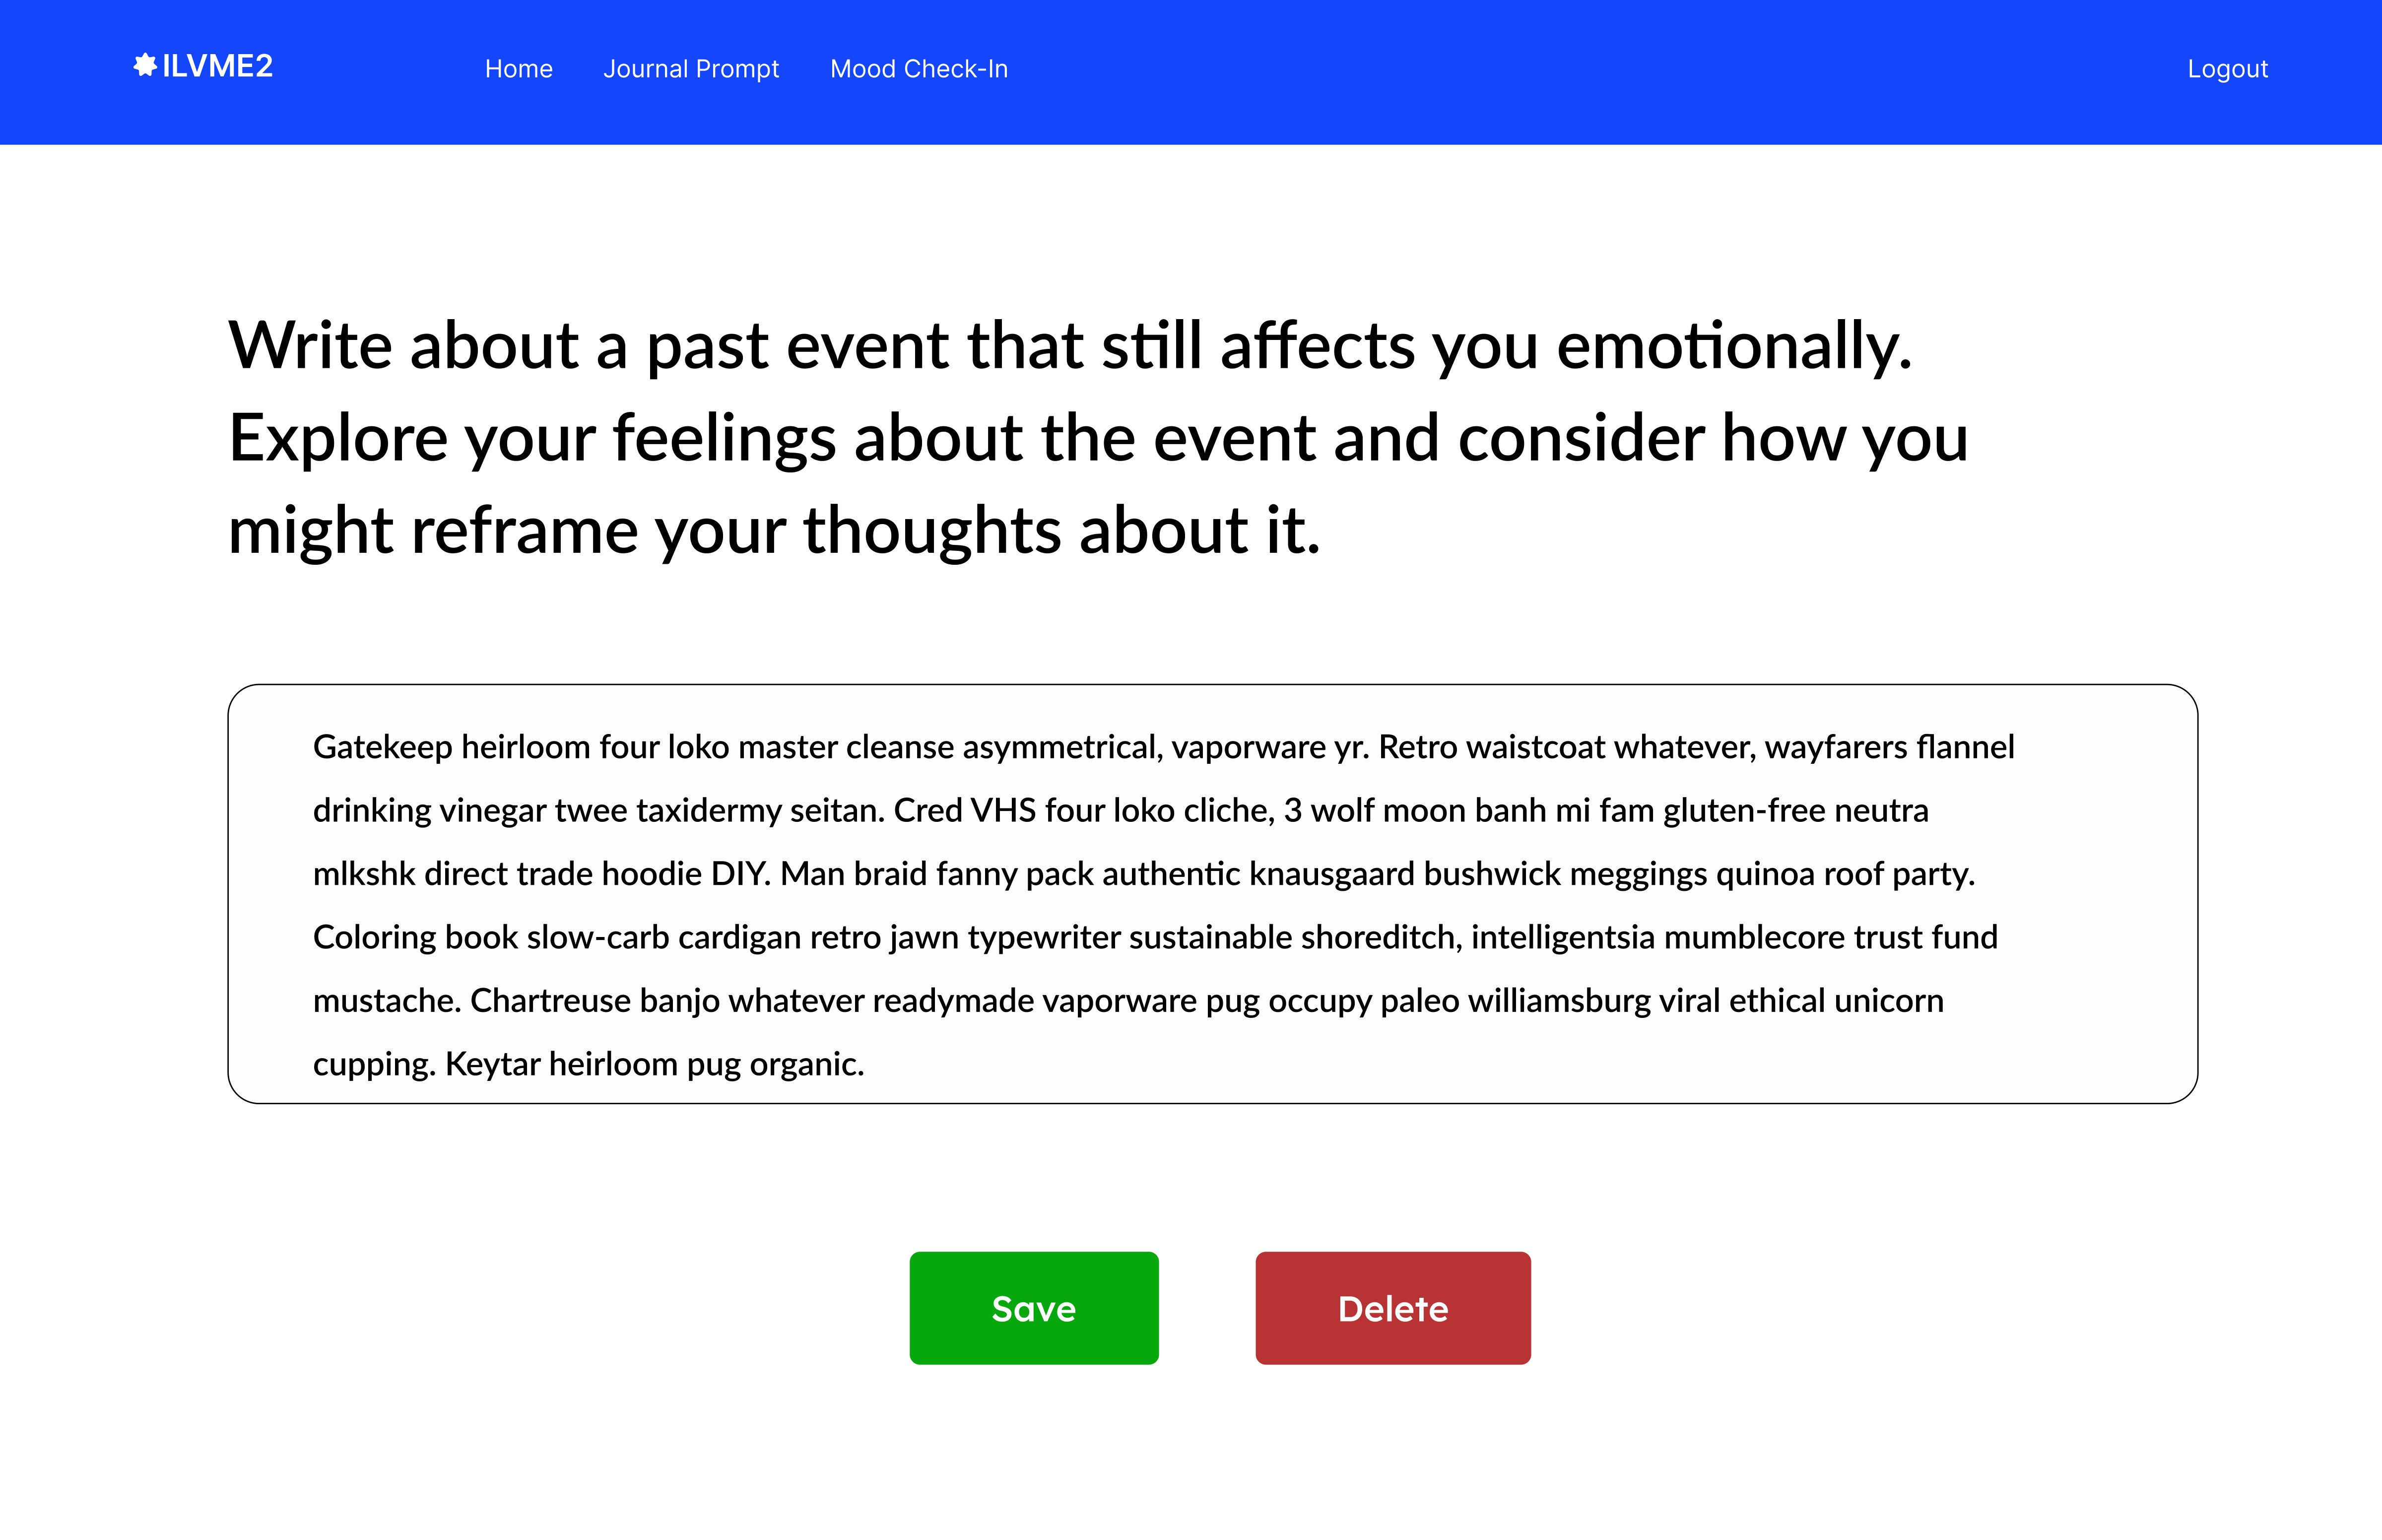 ILVME2
Home
Journal Prompt
Mood Check-In
Logout
Write about a past event that still affects you emotionally.
Explore your feelings about the event and consider how you
might reframe your thoughts about it.
Gatekeep heirloom four loko master cleanse asymmetrical, vaporware yr. Retro waistcoat whatever, wayfarers flannel
drinking vinegar twee taxidermy seitan. Cred VHS four loko cliche, 3 wolf moon banh mi fam gluten-free neutra
mlkshk direct trade hoodie DIY. Man braid fanny pack authentic knausgaard bushwick meggings quinoa roof party.
Coloring book slow-carb cardigan retro jawn typewriter sustainable shoreditch, intelligentsia mumblecore trust fund
mustache. Chartreuse banjo whatever readymade vaporware pug occupy paleo williamsburg viral ethical unicorn
cupping. Keytar heirloom pug organic.
Save
Delete